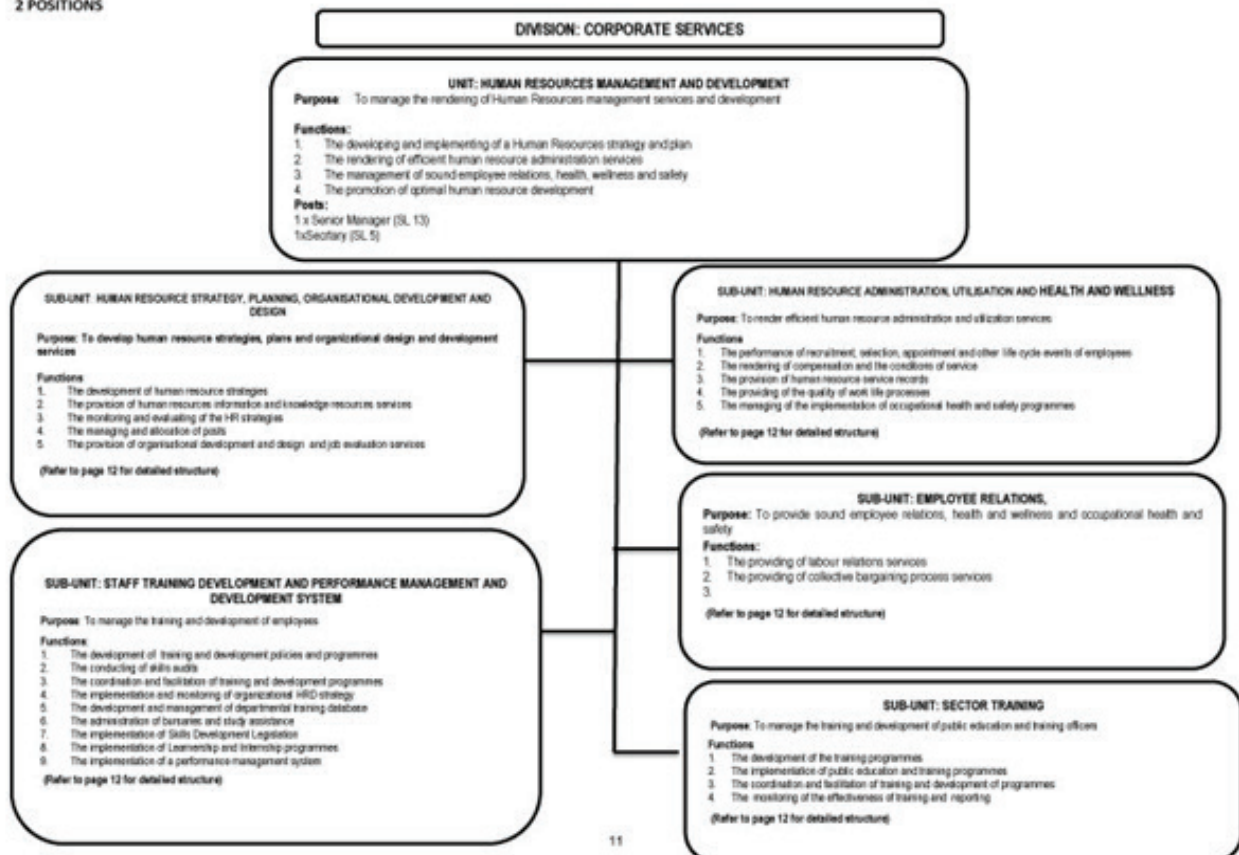 2 POSITIONS
DIVISION: CORPORATE SERVICES
UNIT: HUMAN RESOURCES MANAGEMENT AND DEVELOPMENT
Purpose: To manage the rendering of Human Resources management services and development
Functions:
1. The developing and implementing of a Human Resources strategy and plan
2. The rendering of efficient human resource administration services
3. The management of sound employee relations, health, wellness and safety
4. The promotion of optimal human resource development
Posts:
1 x Senior Manager (SL 13)
1xSecrtary (SL 5)
SUB-UNIT: HUMAN RESOURCE STRATEGY, PLANNING, ORGANISATIONAL DEVELOPMENT AND
DESIGN
Purpose: To develop human resource strategies, plans and organizational design and development
services
Functions
1. The development of human resource strategies
2. The provision of human resources information and knowledge resources services
3. The monitoring and evaluating of the HR strategies
4. The managing and allocation of posts
5. The provision of organisational development and design and job evaluation services
(Refer to page 12 for detailed structure)
SUB-UNIT: HUMAN RESOURCE ADMINISTRATION, UTILISATION AND HEALTH AND WELLNESS
Purpose: To render efficient human resource administration and utilization services
Functions
1. The performance of recruitment, selection, appointment and other life cycle events of employees
2. The rendering of compensation and the conditions of service
3. The provision of human resource service records
4. The providing of the quality of work life processes
5. The managing of the implementation of occupational health and safety programmes
(Refer to page 12 for detailed structure)
SUB-UNIT: EMPLOYEE RELATIONS,
Purpose: To provide sound employee relations, health and wellness and occupational health and
safety
Functions:
1. The providing of labour relations services
2. The providing of collective bargaining process services
3.
(Refer to page 12 for detailed structure)
SUB-UNIT: STAFF TRAINING DEVELOPMENT AND PERFORMANCE MANAGEMENT AND
DEVELOPMENT SYSTEM
Purpose: To manage the training and development of employees
Functions:
1. The development of training and development policies and programmes
2. The conducting of skills audits
3. The coordination and facilitation of training and development programmes
4. The implementation and monitoring of organizational HRD strategy
5. The development and management of departmental training database
6. The administration of bursaries and study assistance
7. The implementation of Skills Development Legislation
8. The implementation of Learnership and Internship programmes
9. The implementation of a performance management system
(Refer to page 12 for detailed structure)
SUB-UNIT: SECTOR TRAINING
Purpose: To manage the training and development of public education and training officers
Functions
1. The development of the training programmes
2. The implementation of public education and training programmes
3. The coordination and facilitation of training and development of programmes
4. The monitoring of the effectiveness of training and reporting
(Refer to page 12 for detailed structure)
11